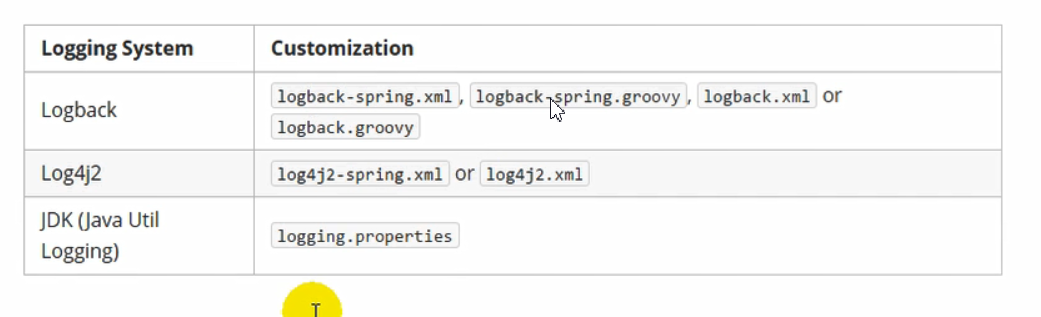 Logging System Customization
Logback logback-spring.xml, logback-spring.groovy, logback.xml or
logback.groovy
Log4j2 log4j2-spring.xml or log4j2.xml
JDK (Java Util
Logging) logging.properties